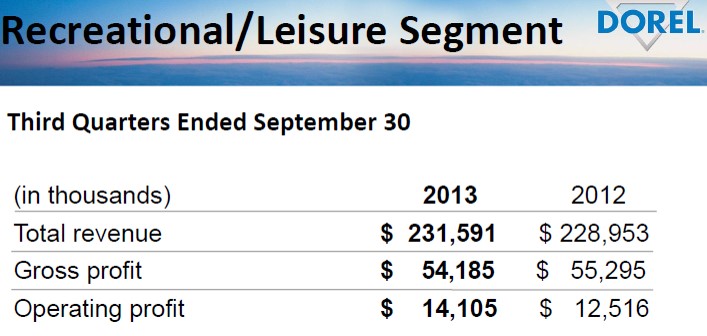 Recreational/Leisure Segment DOREL
Third Quarters Ended September 30
(in thousands) 2013 2012
Total revenue $ 231,591 $ 228,953
Gross profit $ 54,185 $ 55,295
Operating profit $ 14,105 $ 12,516